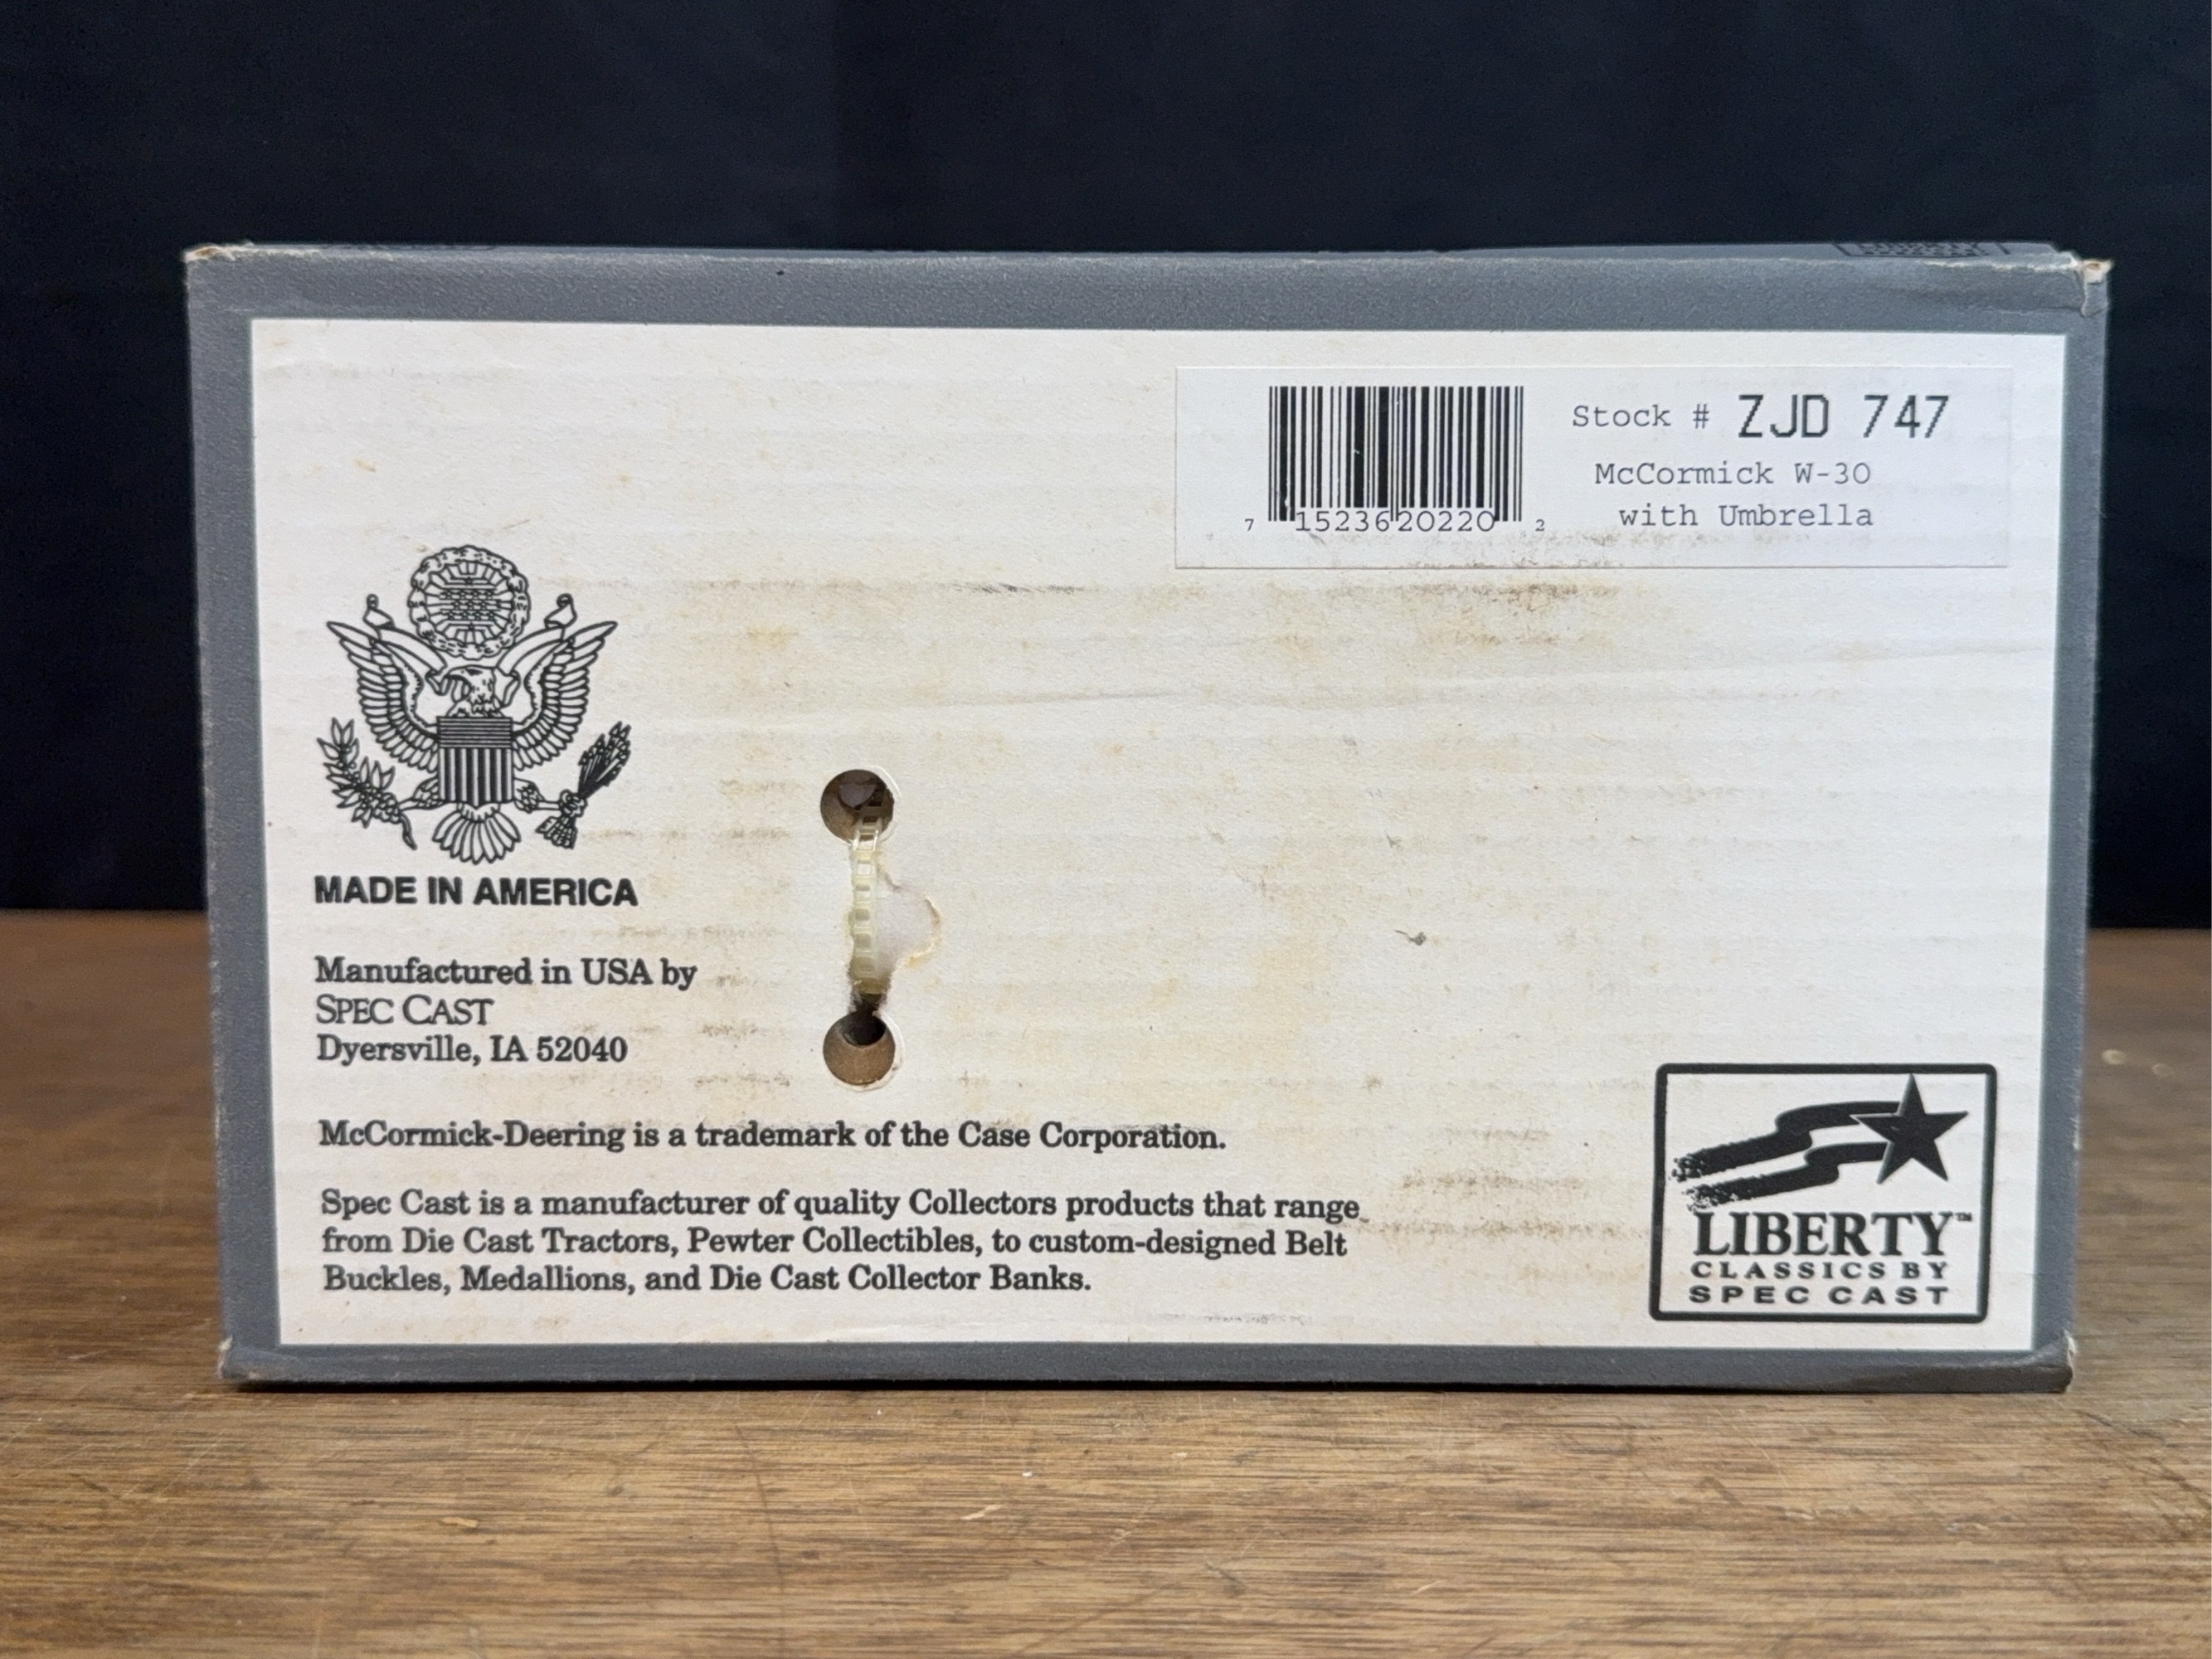 Stock # ZJD 747
McCormick W-30
with Umbrella
7 15236 20220 2
MADE IN AMERICA
Manufactured in USA by
SPEC CAST
Dyersville, IA 52040
McCormick-Deering is a trademark of the Case Corporation.
Spec Cast is a manufacturer of quality Collectors products that range
from Die Cast Tractors, Pewter Collectibles, to custom-designed Belt
Buckles, Medallions, and Die Cast Collector Banks.
LIBERTY™
CLASSICS BY
SPEC CAST